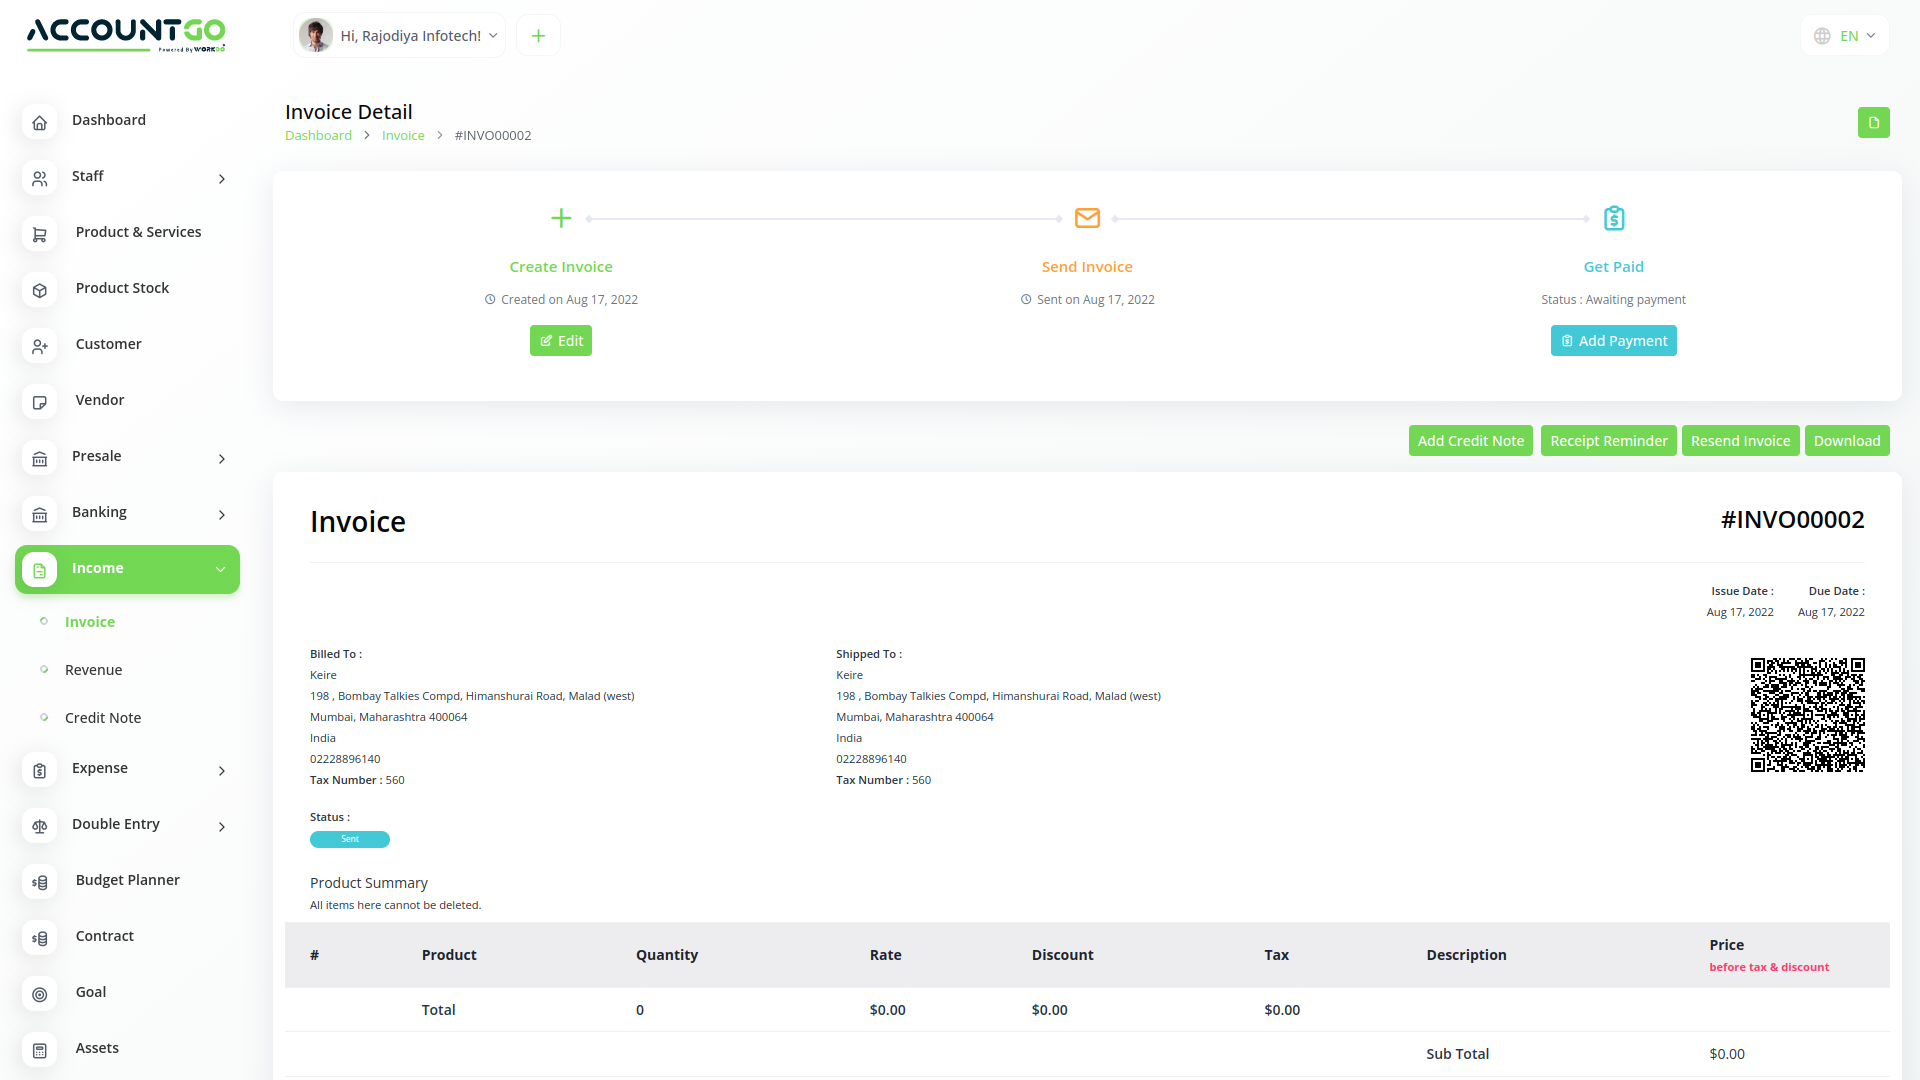 ACCOUNTGO
Powered By WORKDO
Hi, Rajodiya Infotech!
EN
Dashboard
Staff
Product & Services
Product Stock
Customer
Vendor
Presale
Banking
Income
Invoice
Revenue
Credit Note
Expense
Double Entry
Budget Planner
Contract
Goal
Assets
Invoice Detail
Dashboard > Invoice > #INVO00002
Create Invoice
Created on Aug 17, 2022
Edit
Send Invoice
Sent on Aug 17, 2022
Get Paid
Status : Awaiting payment
Add Payment
Add Credit Note Receipt Reminder Resend Invoice Download
Invoice #INVO00002
Issue Date : Due Date :
Aug 17, 2022 Aug 17, 2022
Billed To :
Keire
198 , Bombay Talkies Compd, Himanshurai Road, Malad (west)
Mumbai, Maharashtra 400064
India
02228896140
Tax Number : 560
Shipped To :
Keire
198 , Bombay Talkies Compd, Himanshurai Road, Malad (west)
Mumbai, Maharashtra 400064
India
02228896140
Tax Number : 560
Status :
Sent
Product Summary
All items here cannot be deleted.
# Product Quantity Rate Discount Tax Description Price
before tax & discount
Total 0 $0.00 $0.00 $0.00
Sub Total $0.00